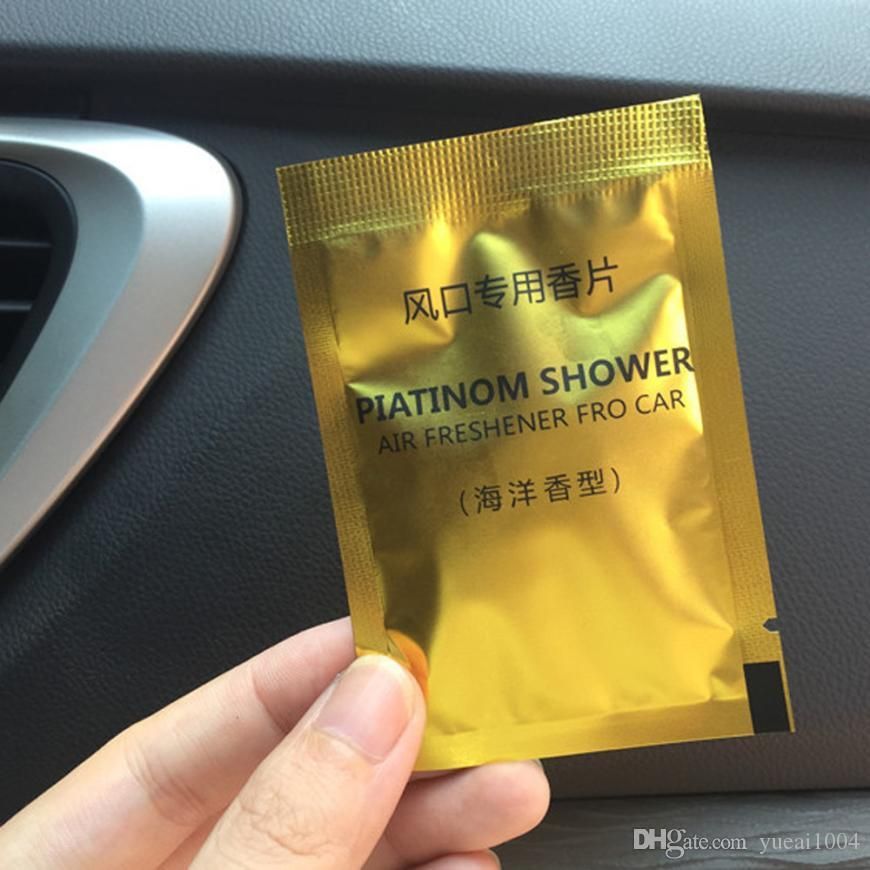 风口专用香片
PIATINOM SHOWER
AIR FRESHENER FRO CAR
(海洋香型)
DHgate.com yueai1004